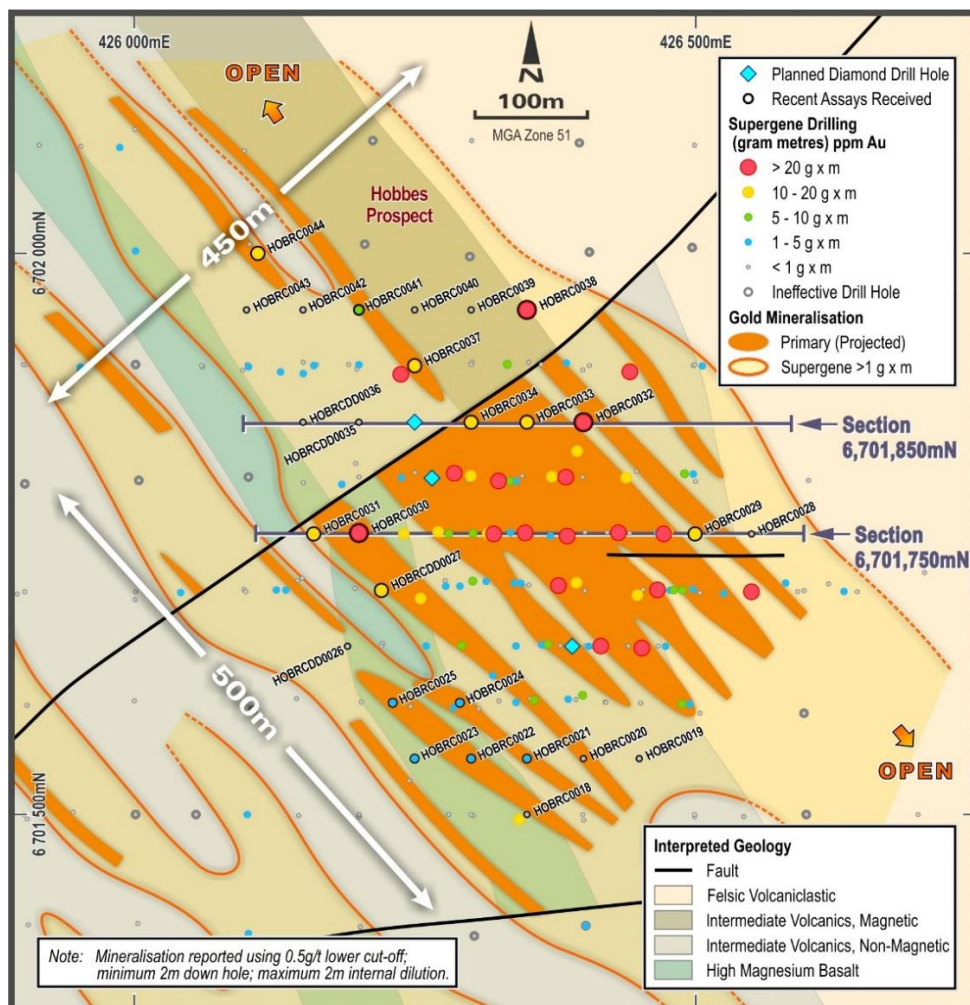 426 000mE
426 500mE
OPEN
N
100m
MGA Zone 51
Planned Diamond Drill Hole
Recent Assays Received
Supergene Drilling
(gram metres) ppm Au
> 20 g x m
10 - 20 g x m
5 - 10 g x m
1 - 5 g x m
< 1 g x m
Ineffective Drill Hole
Gold Mineralisation
Primary (Projected)
Supergene >1 g x m
Hobbes
Prospect
450m
6 702 000mN
HOBRC0044
HOBRC0043
HOBRC0042
HOBRC0041
HOBRC0040
HOBRC0039
HOBRC0038
HOBRC0037
HOBRCDD0036
HOBRCDD0035
HOBRC0034
HOBRC0033
HOBRC0032
Section
6,701,850mN
HOBRC0031
HOBRC0030
HOBRC0029
HOBRC0028
Section
6,701,750mN
HOBRCDD0027
HOBRCDD0026
500m
HOBRC0025
HOBRC0024
HOBRC0023
HOBRC0022
HOBRC0021
HOBRC0020
HOBRC0019
OPEN
6 701 500mN
HOBRC0018
Interpreted Geology
Fault
Felsic Volcaniclastic
Intermediate Volcanics, Magnetic
Intermediate Volcanics, Non-Magnetic
High Magnesium Basalt
Note: Mineralisation reported using 0.5g/t lower cut-off;
minimum 2m down hole; maximum 2m internal dilution.